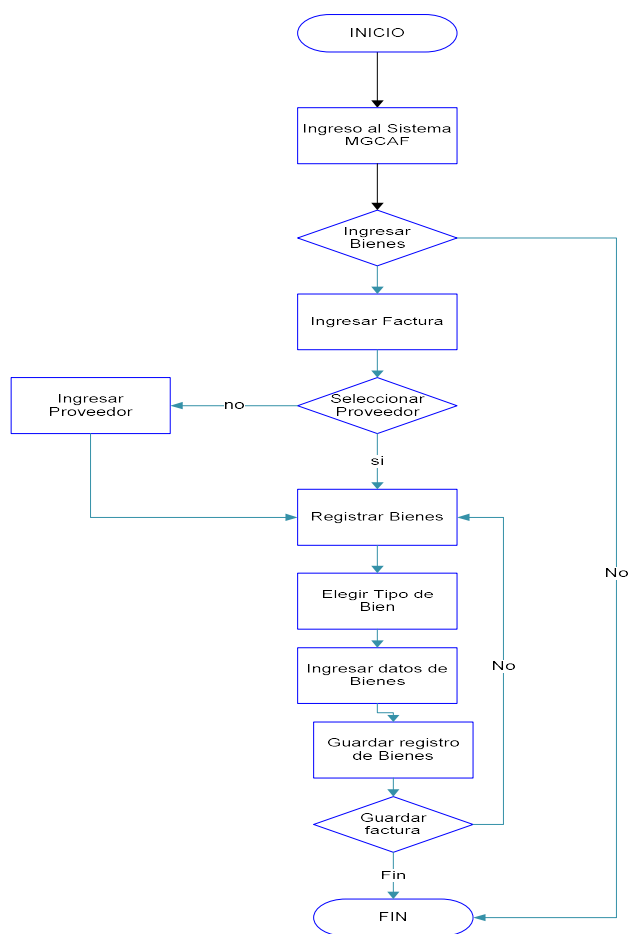 INICIO
Ingreso al Sistema
MGCAF
Ingresar
Bienes
Ingresar Factura
Ingresar
Proveedor
no
Seleccionar
Proveedor
si
Registrar Bienes
No
Elegir Tipo de
Bien
No
Ingresar datos de
Bienes
Guardar registro
de Bienes
Guardar
factura
Fin
FIN